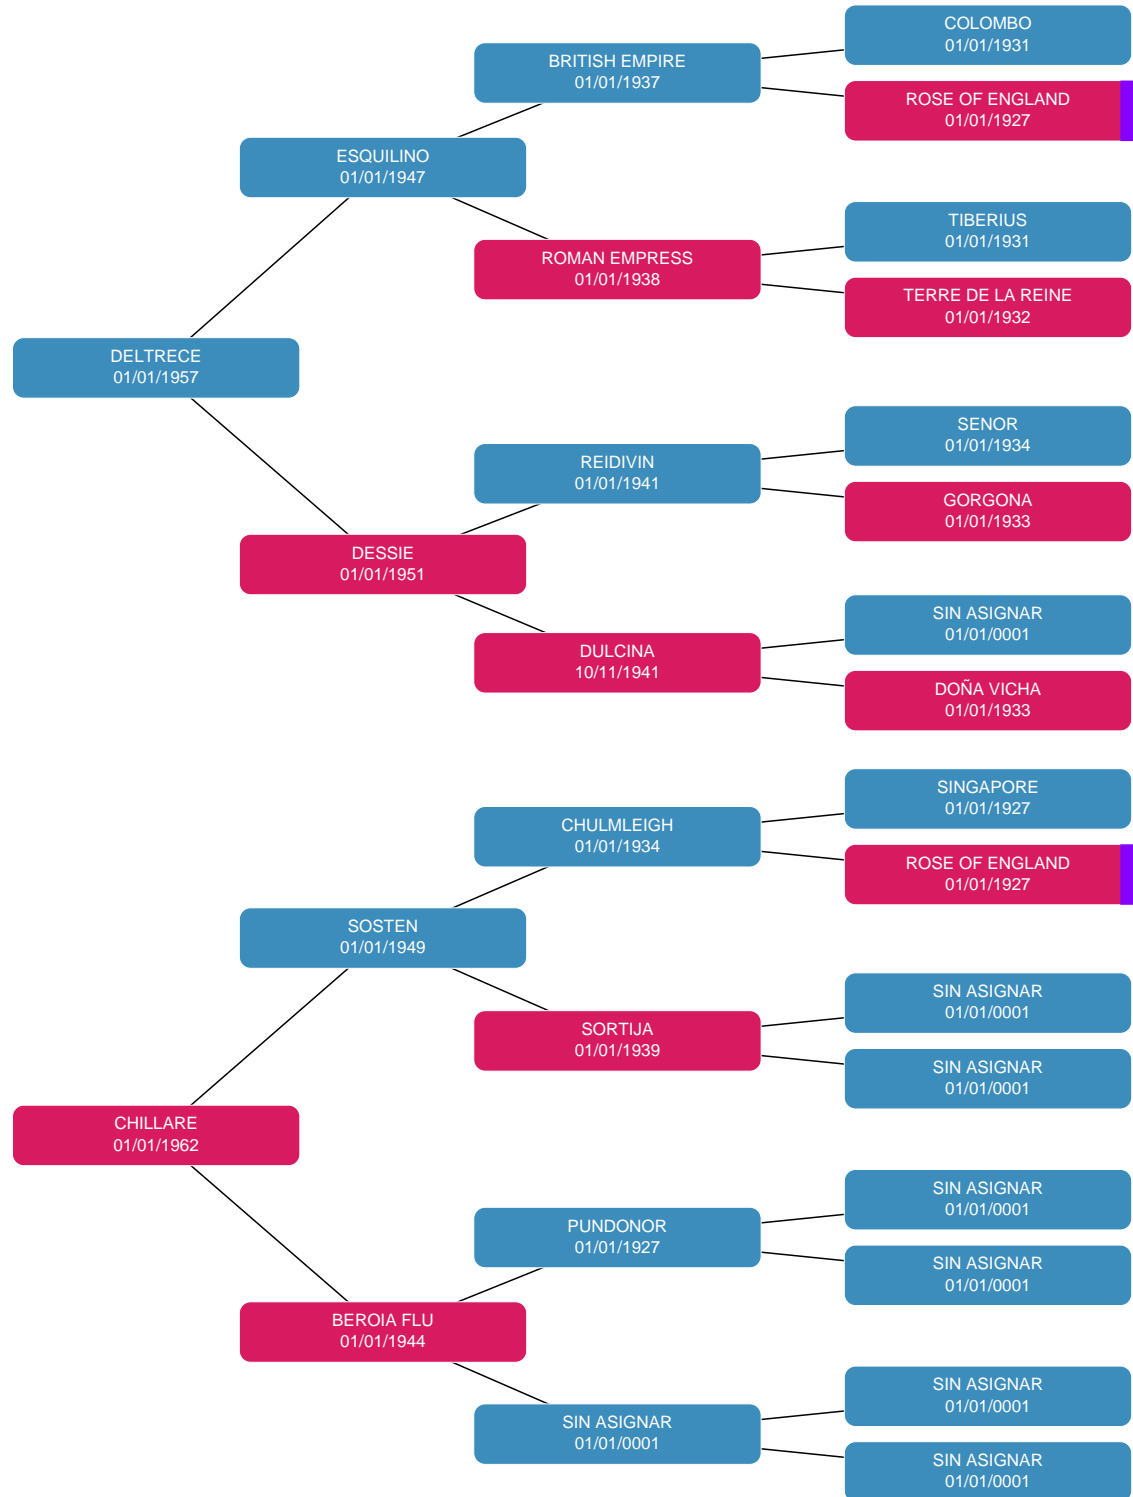 COLOMBO
01/01/1931
BRITISH EMPIRE
01/01/1937
ROSE OF ENGLAND
01/01/1927
ESQUILINO
01/01/1947
TIBERIUS
01/01/1931
ROMAN EMPRESS
01/01/1938
TERRE DE LA REINE
01/01/1932
DELTRECE
01/01/1957
SENOR
01/01/1934
REIDIVIN
01/01/1941
GORGONA
01/01/1933
DESSIE
01/01/1951
SIN ASIGNAR
01/01/0001
DULCINA
10/11/1941
DOÑA VICHA
01/01/1933
SINGAPORE
01/01/1927
CHULMLEIGH
01/01/1934
ROSE OF ENGLAND
01/01/1927
SOSTEN
01/01/1949
SIN ASIGNAR
01/01/0001
SORTIJA
01/01/1939
SIN ASIGNAR
01/01/0001
CHILLARE
01/01/1962
SIN ASIGNAR
01/01/0001
PUNDONOR
01/01/1927
SIN ASIGNAR
01/01/0001
BEROIA FLU
01/01/1944
SIN ASIGNAR
01/01/0001
SIN ASIGNAR
01/01/0001
SIN ASIGNAR
01/01/0001